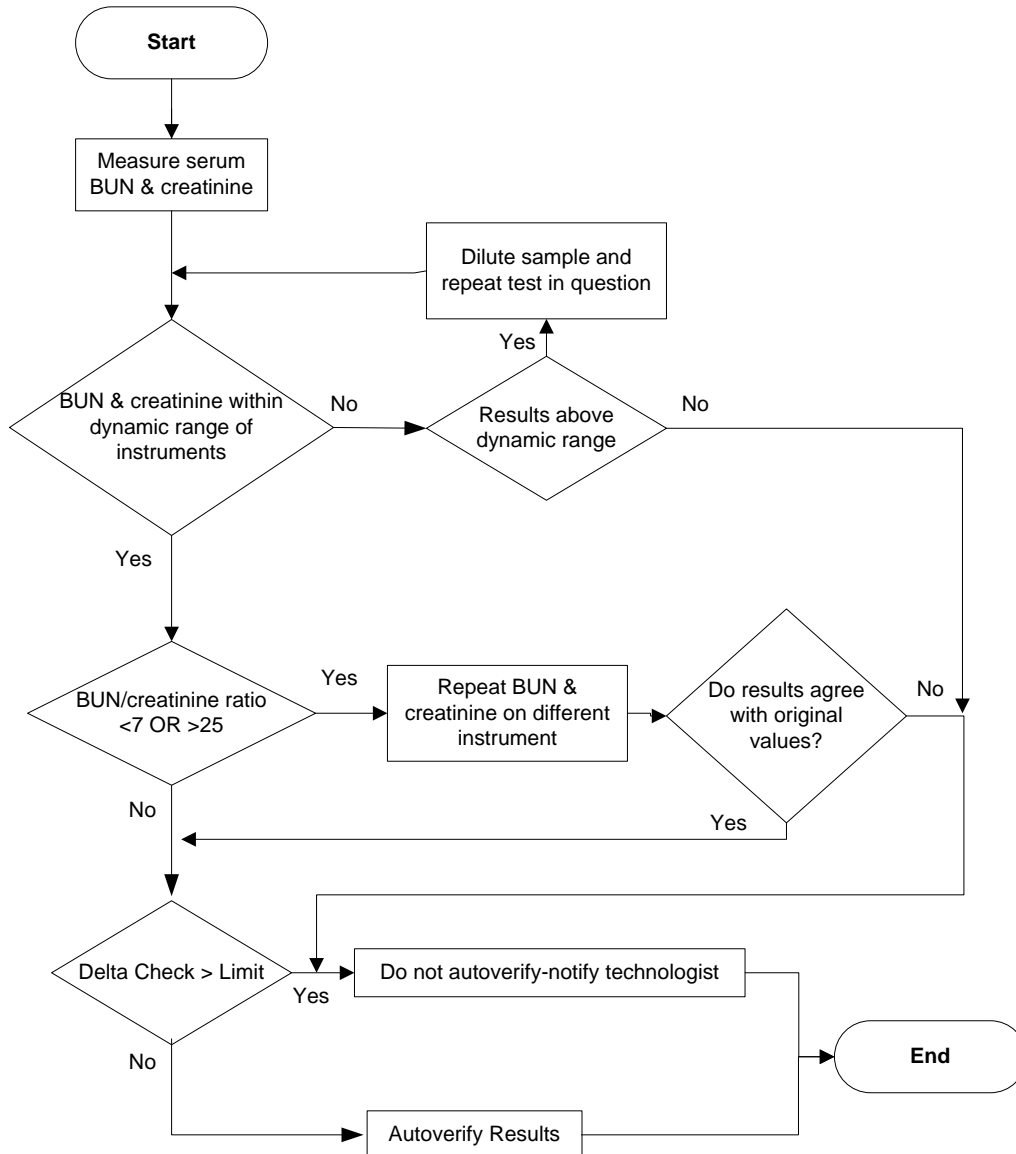 Start
Measure serum
BUN & creatinine
Dilute sample and
repeat test in question
Yes
BUN & creatinine within
dynamic range of
instruments
No
Results above
dynamic range
No
Yes
BUN/creatinine ratio
<7 OR >25
Yes
Repeat BUN &
creatinine on different
instrument
Do results agree
with original
values?
No
No
Yes
Delta Check > Limit
Yes
Do not autoverify-notify technologist
No
End
Autoverify Results